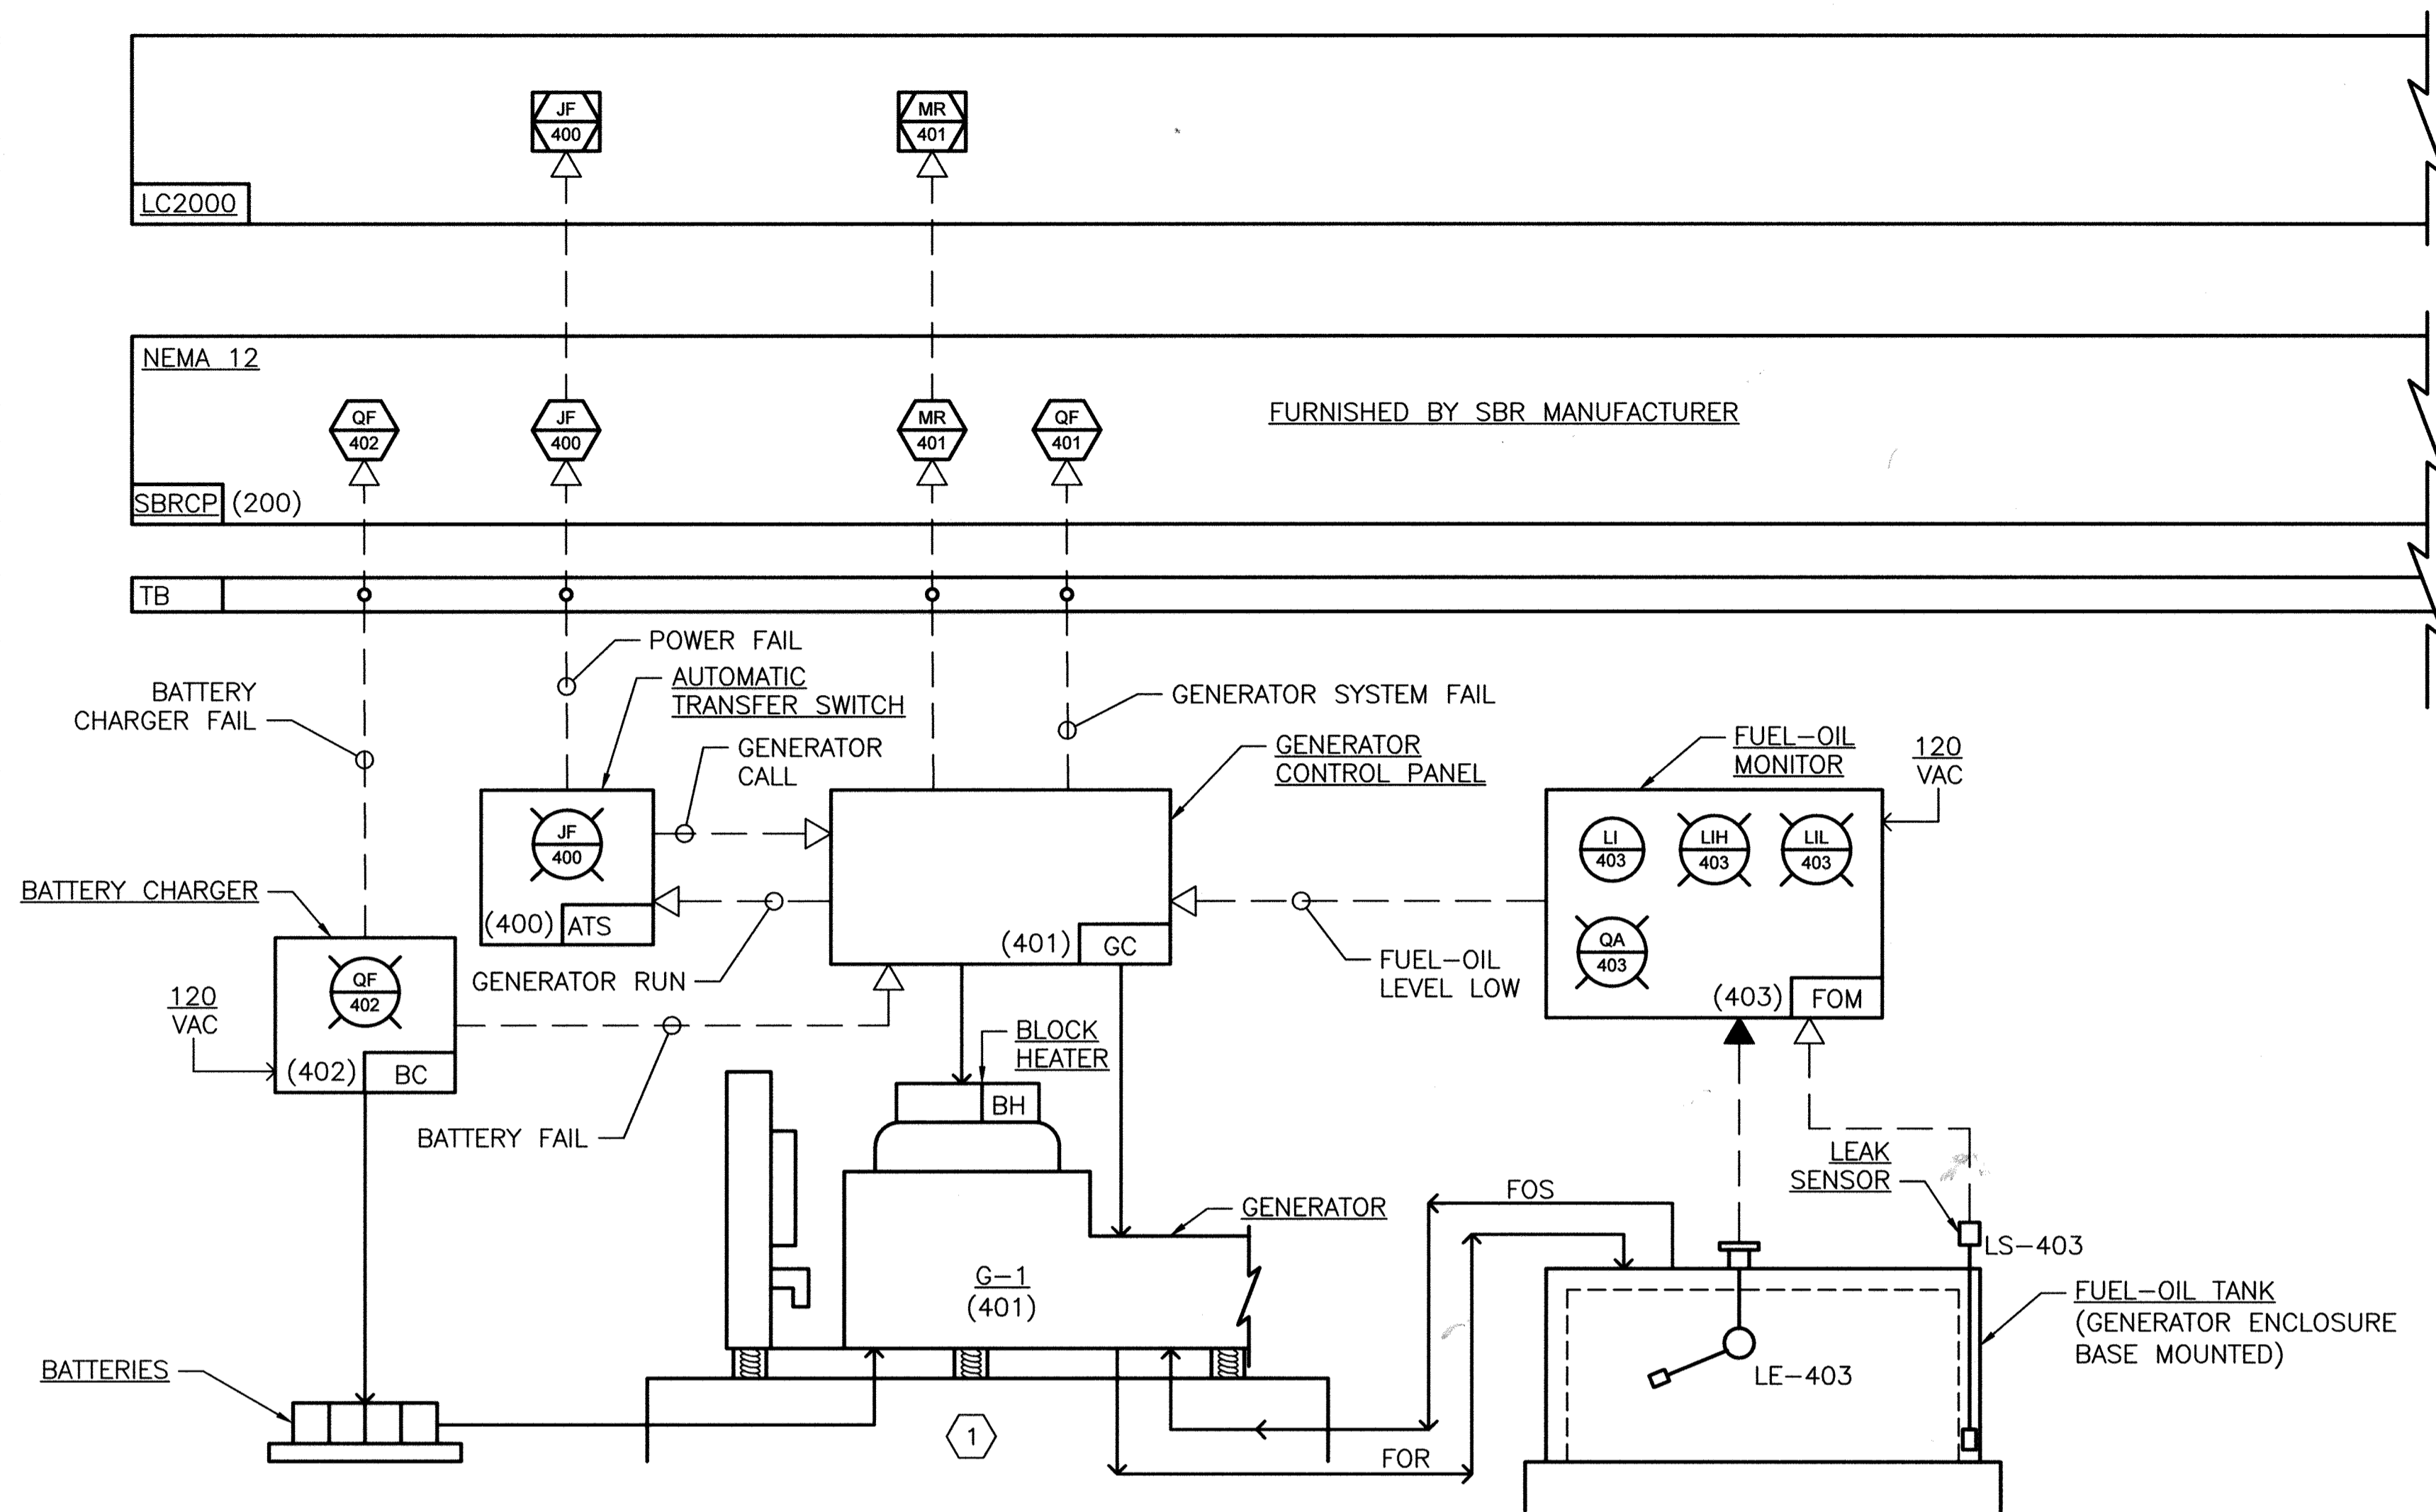 JF
400
MR
401
LC2000
NEMA 12
QF
402
JF
400
MR
401
QF
401
FURNISHED BY SBR MANUFACTURER
SBRCP (200)
TB
POWER FAIL
AUTOMATIC
TRANSFER SWITCH
BATTERY
CHARGER FAIL
GENERATOR SYSTEM FAIL
GENERATOR
CALL
GENERATOR
CONTROL PANEL
FUEL-OIL
MONITOR
120
VAC
JF
400
(400) ATS
LI
403
LIH
403
LIL
403
QA
403
(403) FOM
BATTERY CHARGER
QF
402
(402) BC
120
VAC
GENERATOR RUN
(401) GC
FUEL-OIL
LEVEL LOW
BLOCK
HEATER
BH
BATTERY FAIL
LEAK
SENSOR
FOS
GENERATOR
LS-403
G-1
(401)
FUEL-OIL TANK
(GENERATOR ENCLOSURE
BASE MOUNTED)
LE-403
BATTERIES
1
FOR